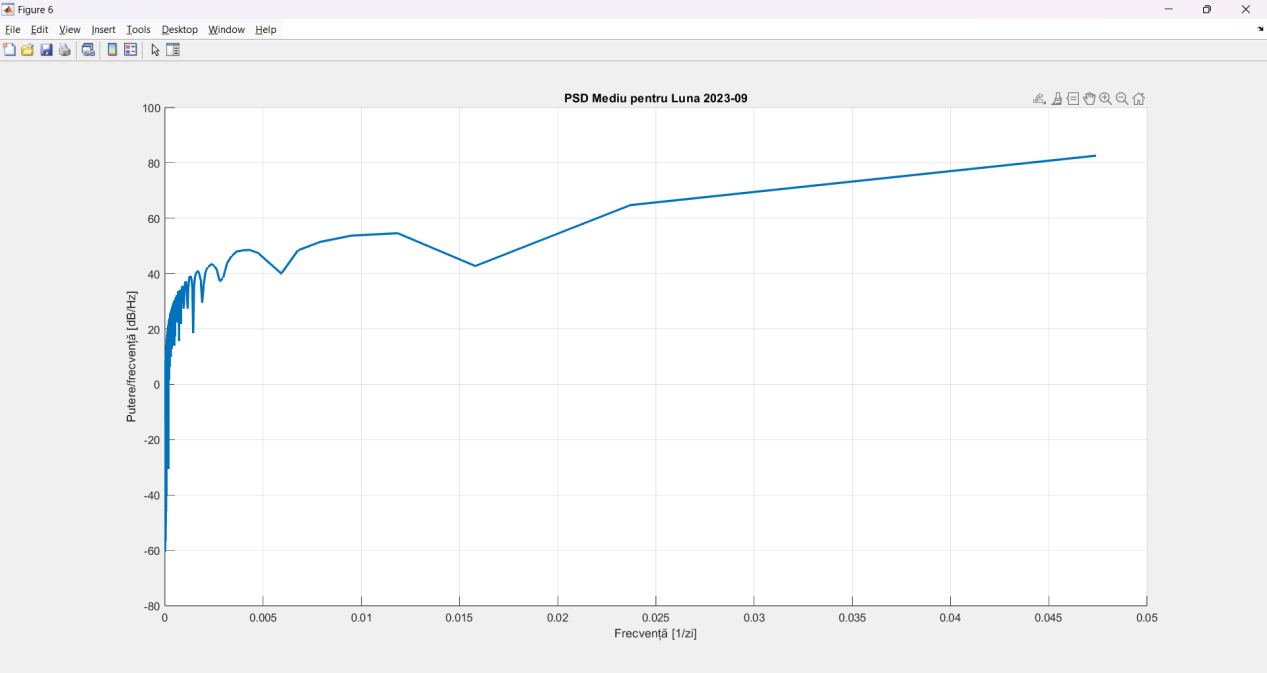 Figure 6
File Edit View Insert Tools Desktop Window Help
PSD Mediu pentru Luna 2023-09
100
80
60
40
20
0
-20
-40
-60
-80
Putere/frecvență [dB/Hz]
0 0.005 0.01 0.015 0.02 0.025 0.03 0.035 0.04 0.045 0.05
Frecvență [1/zi]